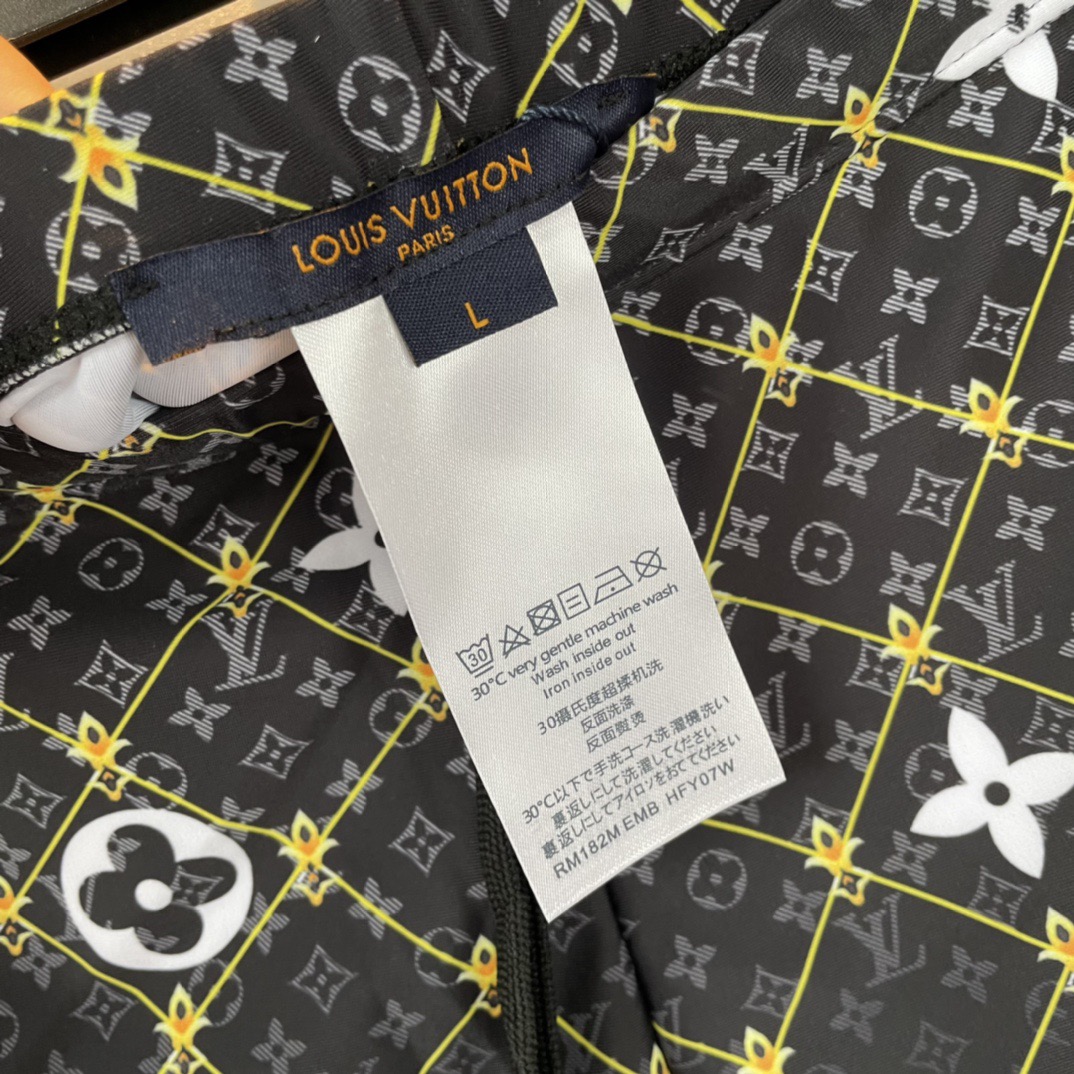 LOUIS VUITTON
PARIS
L
30
30°C very gentle machine wash
Wash inside out
Iron inside out
30摄氏度超揉机洗
反面洗涤
反面熨烫
30°C以下で手洗コース洗濯機洗い
裏返しにして洗濯してください
裏返しにしてアイロンをおてください
RM182M EMB HFY07W